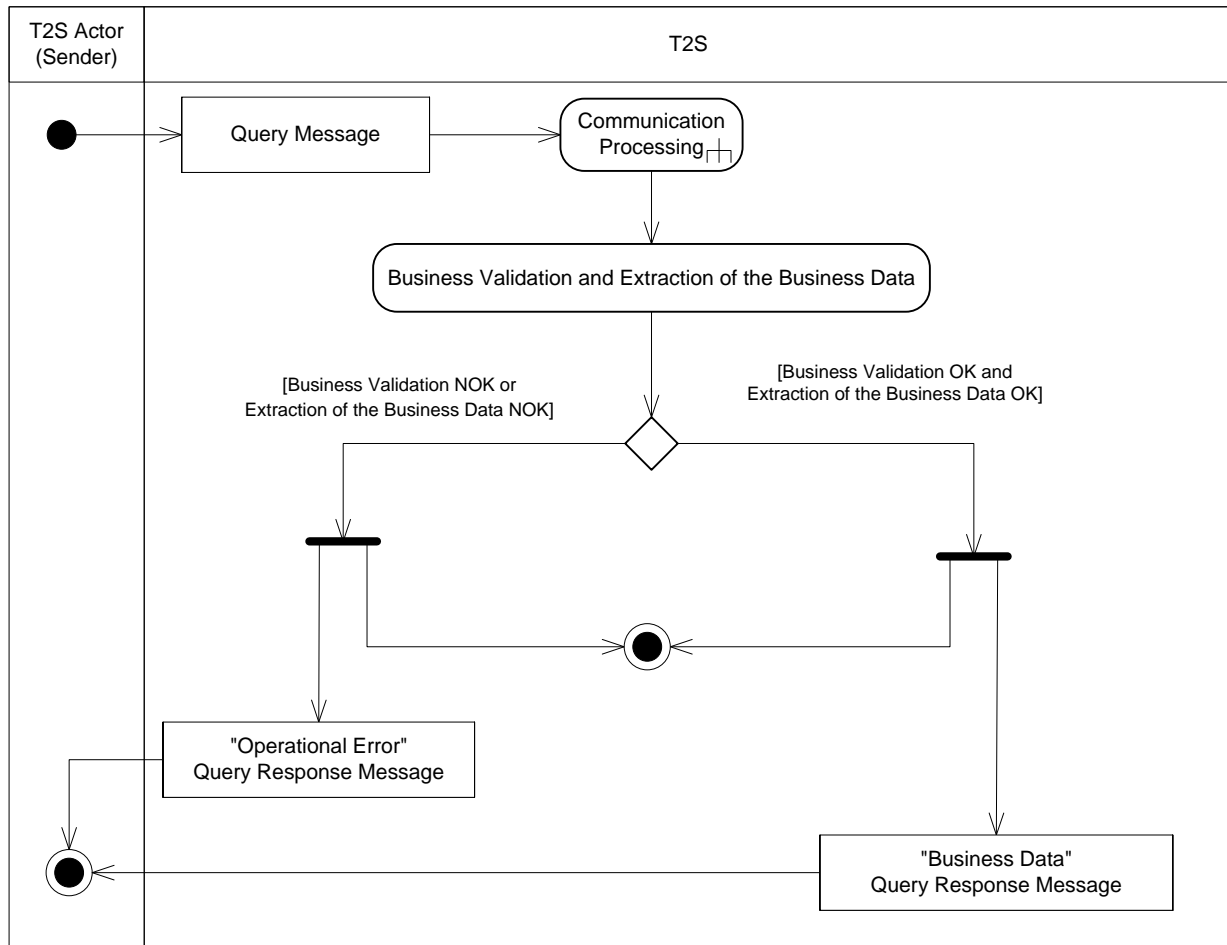 T2S Actor
(Sender)
T2S
Query Message
Communication
Processing
Business Validation and Extraction of the Business Data
[Business Validation NOK or
Extraction of the Business Data NOK]
[Business Validation OK and
Extraction of the Business Data OK]
"Operational Error"
Query Response Message
"Business Data"
Query Response Message